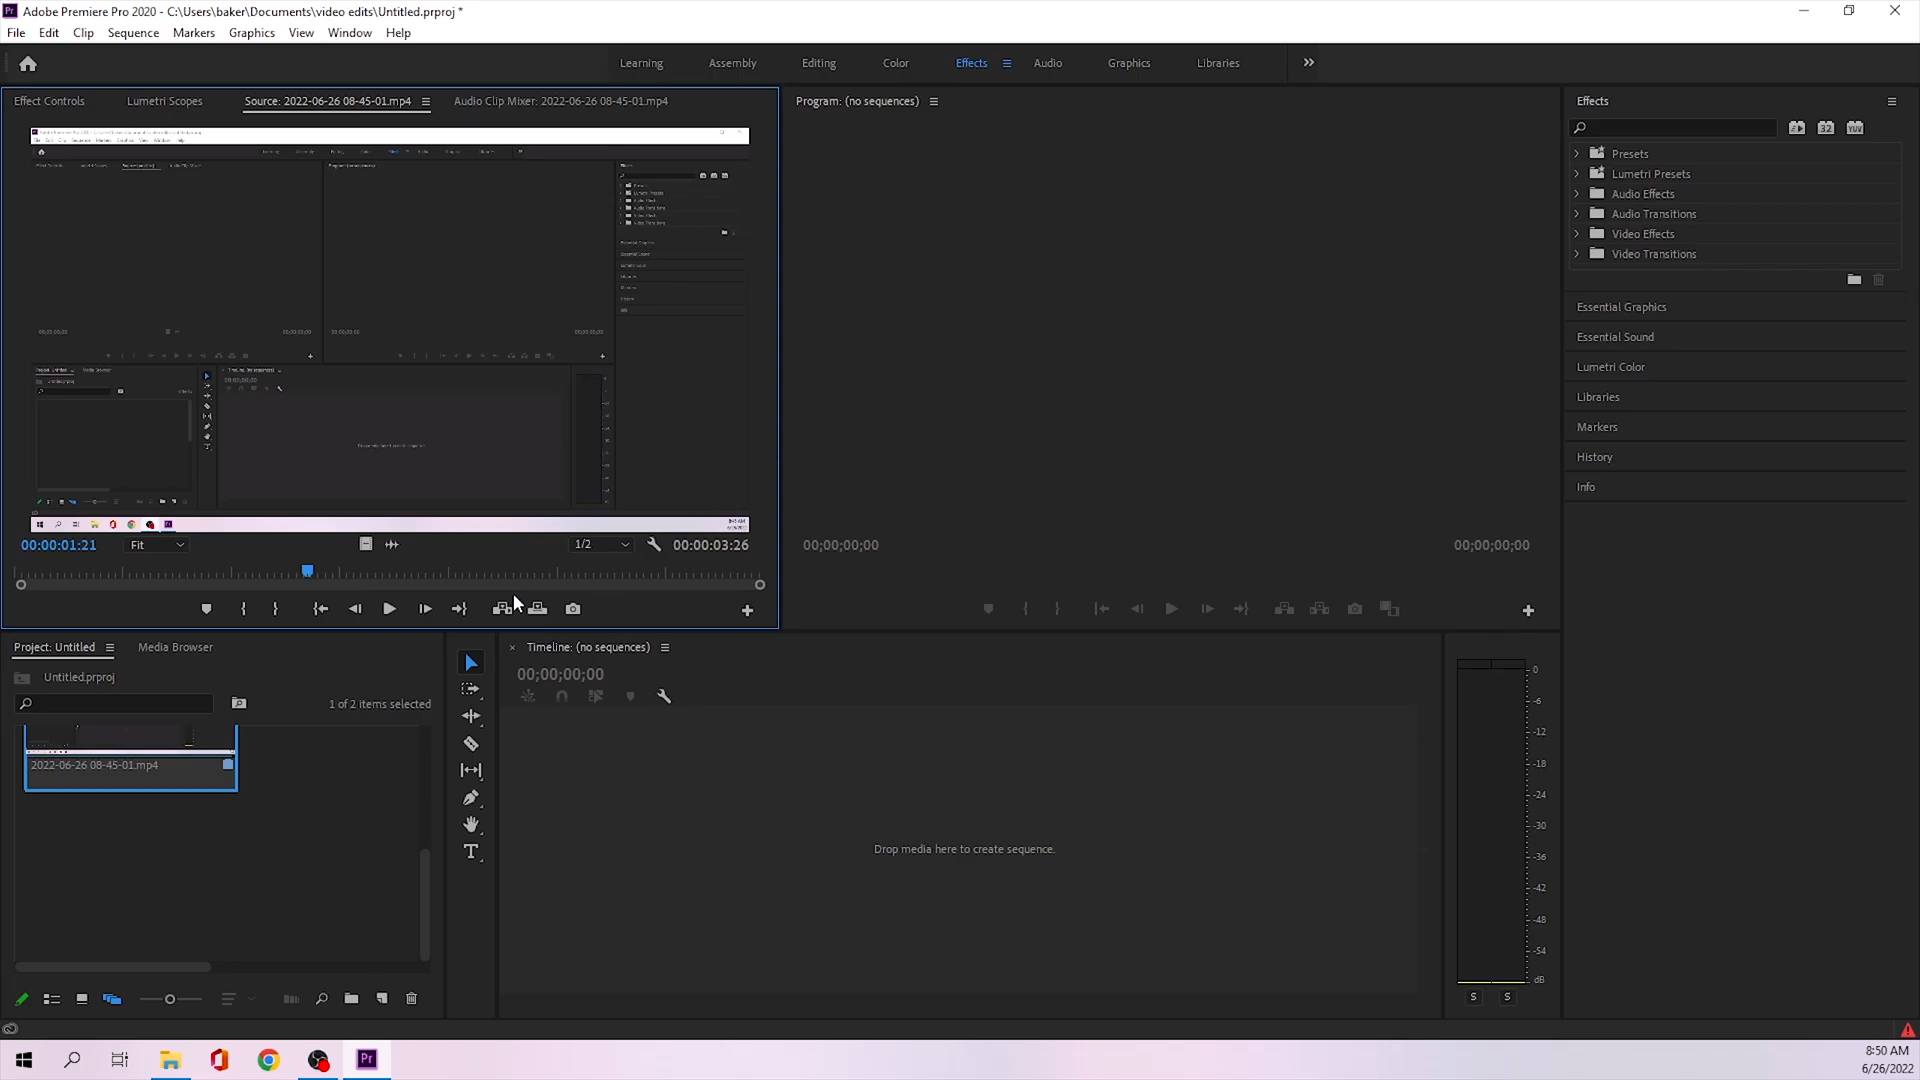 Adobe Premiere Pro 2020 - C:\Users\baker\Documents\video edits\Untitled.prproj *
File Edit Clip Sequence Markers Graphics View Window Help
Learning Assembly Editing Color Effects Audio Graphics Libraries
Effect Controls Lumetri Scopes Source: 2022-06-26 08-45-01.mp4 Audio Clip Mixer: 2022-06-26 08-45-01.mp4
Program: (no sequences)
Effects
32 YUV
Presets
Lumetri Presets
Audio Effects
Audio Transitions
Video Effects
Video Transitions
Essential Graphics
Essential Sound
Lumetri Color
Libraries
Markers
History
Info
00:00:01:21 Fit 1/2 00:00:03:26
00;00;00;00 00;00;00;00
Project: Untitled Media Browser
Untitled.prproj
1 of 2 items selected
2022-06-26 08-45-01.mp4
× Timeline: (no sequences)
00;00;00;00
Drop media here to create sequence.
0
-6
-12
-18
-24
-30
-36
-42
-48
-54
dB
S S
8:50 AM
6/26/2022